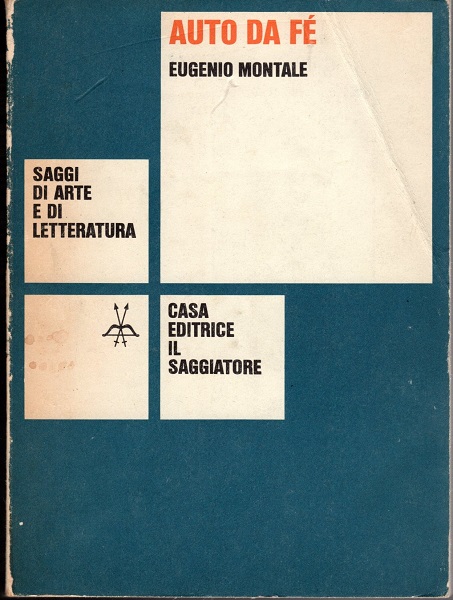 AUTO DA FÉ
EUGENIO MONTALE
SAGGI
DI ARTE
E DI
LETTERATURA
CASA
EDITRICE
IL
SAGGIATORE